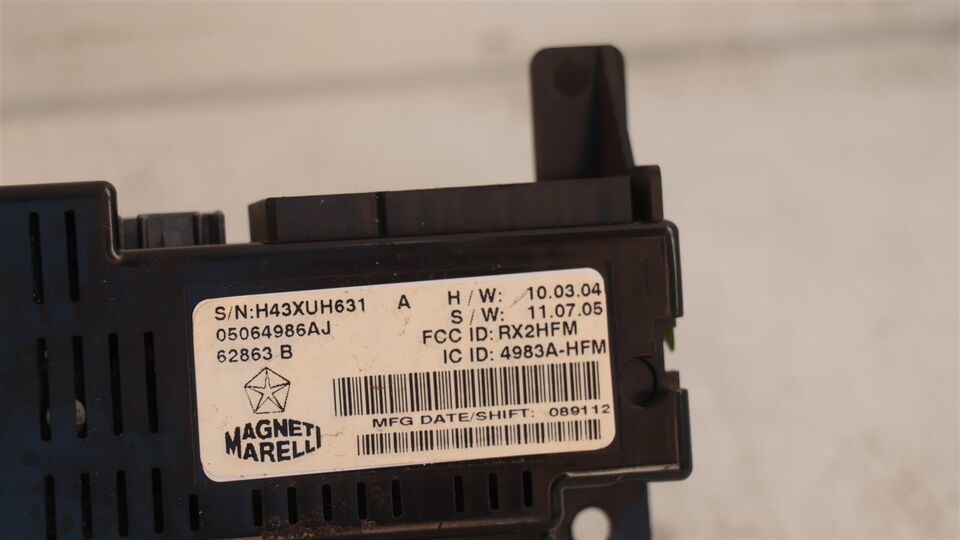 S/N:H43XUH631 A H/W: 10.03.04
05064986AJ S/W: 11.07.05
62863 B FCC ID: RX2HFM
IC ID: 4983A-HFM
MFG DATE/SHIFT: 089112
MAGNETI
MARELLI